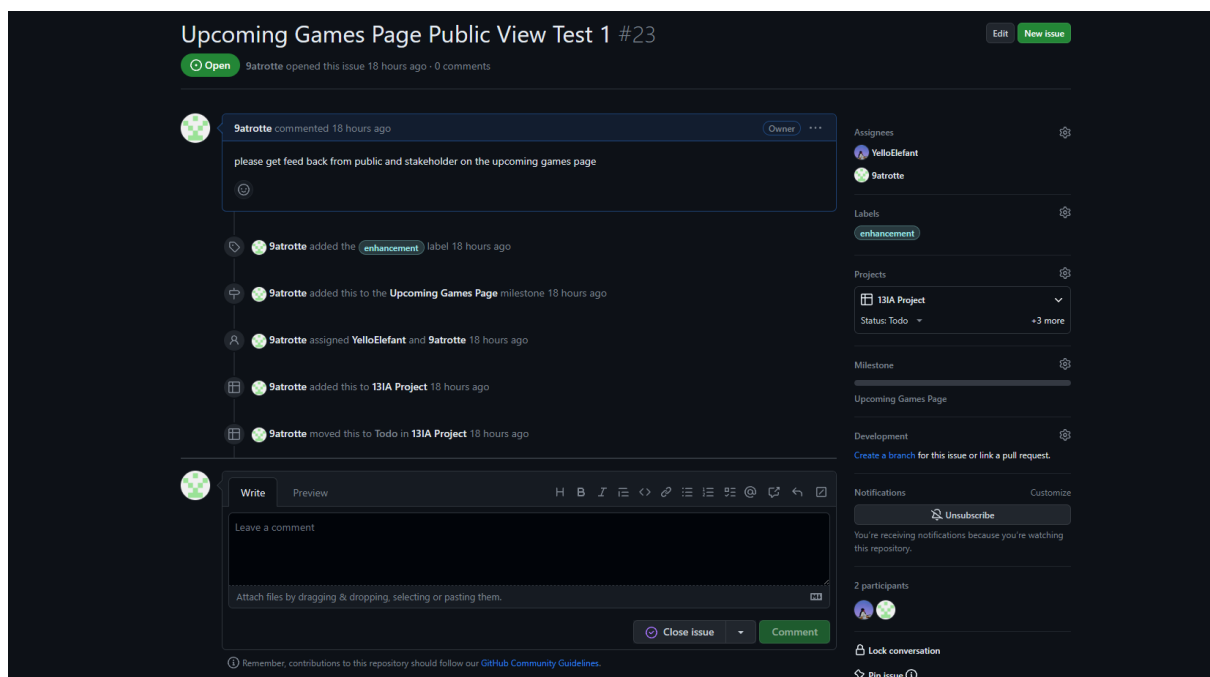 Upcoming Games Page Public View Test 1 #23
Edit
New issue
Open
9atrotte opened this issue 18 hours ago · 0 comments
9atrotte commented 18 hours ago
Owner
please get feed back from public and stakeholder on the upcoming games page
9atrotte added the enhancement label 18 hours ago
9atrotte added this to the Upcoming Games Page milestone 18 hours ago
9atrotte assigned YelloElefant and 9atrotte 18 hours ago
9atrotte added this to 13IA Project 18 hours ago
9atrotte moved this to Todo in 13IA Project 18 hours ago
Write
Preview
Leave a comment
Attach files by dragging & dropping, selecting or pasting them.
Close issue
Comment
Remember, contributions to this repository should follow our GitHub Community Guidelines.
Assignees
YelloElefant
9atrotte
Labels
enhancement
Projects
13IA Project
Status: Todo
+3 more
Milestone
Upcoming Games Page
Development
Create a branch for this issue or link a pull request.
Notifications
Customize
Unsubscribe
You're receiving notifications because you're watching
this repository.
2 participants
Lock conversation
Pin issue